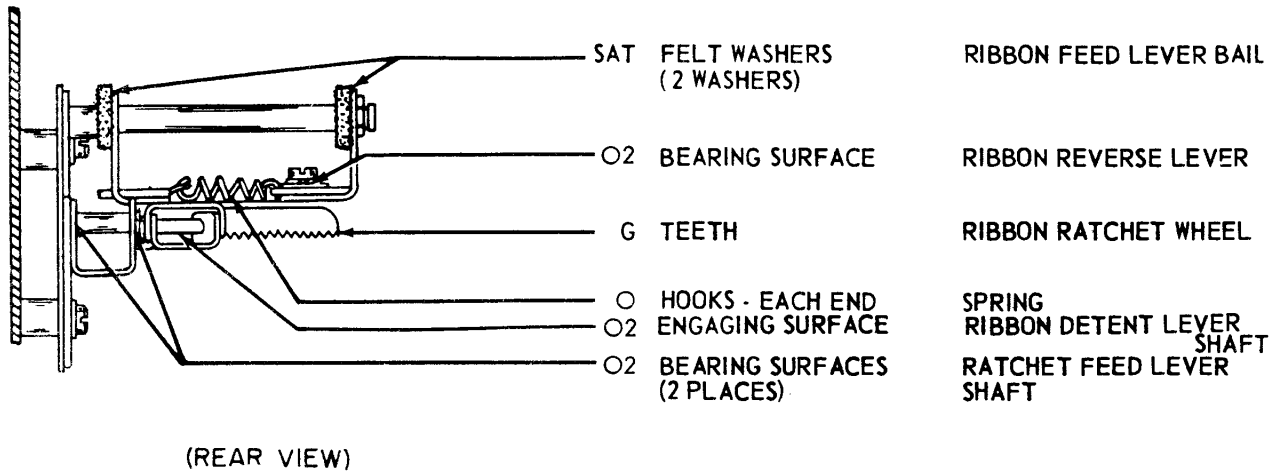 SAT FELT WASHERS RIBBON FEED LEVER BAIL
(2 WASHERS)
O2 BEARING SURFACE RIBBON REVERSE LEVER
G TEETH RIBBON RATCHET WHEEL
O HOOKS - EACH END SPRING
O2 ENGAGING SURFACE RIBBON DETENT LEVER
SHAFT
O2 BEARING SURFACES RATCHET FEED LEVER
(2 PLACES) SHAFT
(REAR VIEW)